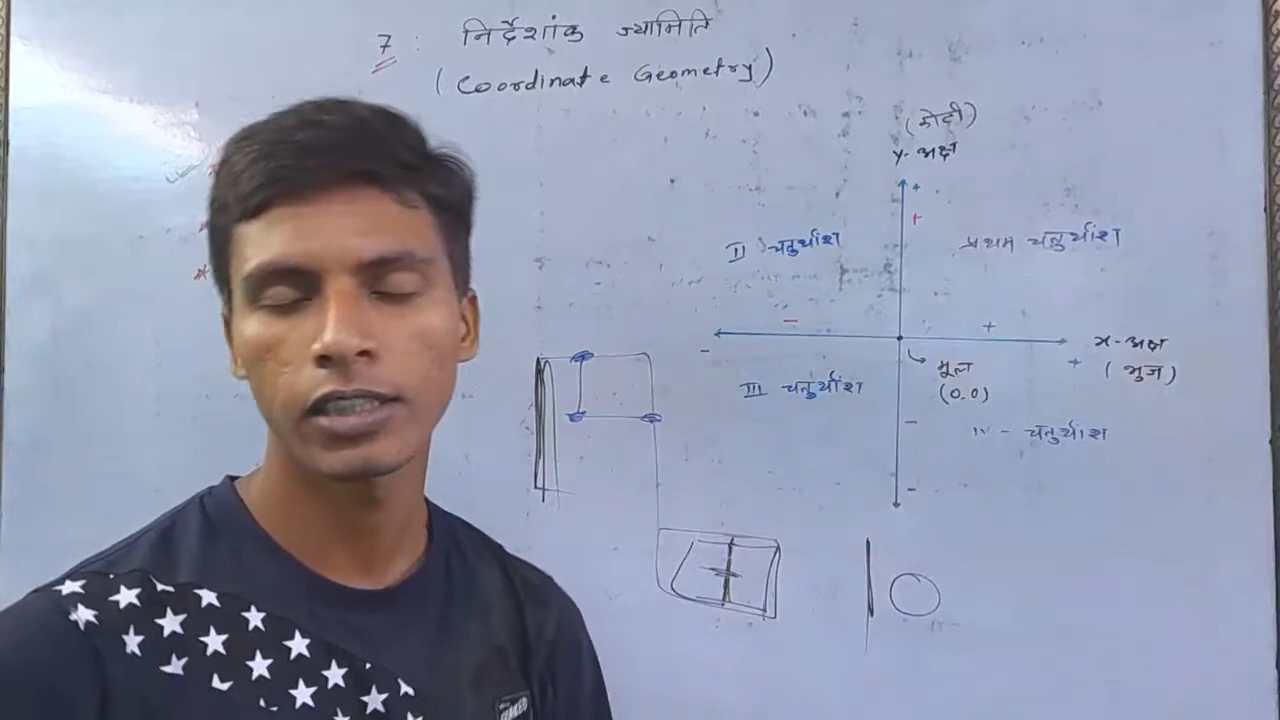 7 : निर्देशांक ज्यामिति
(Coordinate Geometry)
(कोटी)
y-अक्ष
+
+
II चतुर्थांश
प्रथम चतुर्थांश
-
+
-
x-अक्ष
+
(भुज)
मूल
(0.0)
III चतुर्थांश
-
IV - चतुर्थांश
-